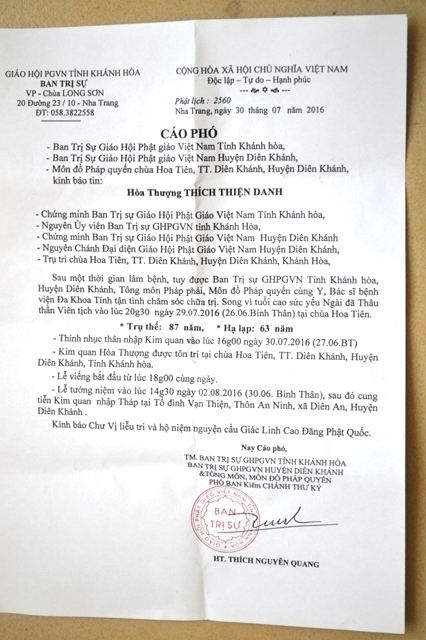 GIÁO HỘI PGVN TỈNH KHÁNH HÒA
BAN TRỊ SỰ
VP - Chùa LONG SƠN
20 Đường 23 / 10 - Nha Trang
ĐT: 058.3822558
CỘNG HÒA XÃ HỘI CHỦ NGHĨA VIỆT NAM
Độc lập – Tự do – Hạnh phúc
Phật lịch : 2560
Nha Trang, ngày 30 tháng 07 năm 2016
CÁO PHÓ
- Ban Trị Sự Giáo Hội Phật giáo Việt Nam Tỉnh Khánh hòa,
- Ban Trị Sự Giáo Hội Phật giáo Việt Nam Huyện Diên Khánh,
- Môn đồ Pháp quyến chùa Hoa Tiên, TT. Diên Khánh, Huyện Diên Khánh,
kính báo tin:
Hòa Thượng THÍCH THIỆN DANH
- Chứng minh Ban Trị sự Giáo Hội Phật Giáo Việt Nam Tỉnh Khánh hòa,
- Nguyên Ủy viên Ban Trị sự GHPGVN tỉnh Khánh Hòa,
- Chứng minh Ban Trị sự Giáo Hội Phật Giáo Việt Nam Huyện Diên Khánh
- Nguyên Chánh Đại diện Giáo Hội Phật Giáo Việt Nam Huyện Diên Khánh,
- Trụ trì chùa Hoa Tiên, TT. Diên Khánh, Huyện Diên Khánh, Khánh Hòa.
Sau một thời gian lâm bệnh, tuy được Ban Trị sự GHPGVN Tỉnh Khánh hòa,
Huyện Diên Khánh, Tông môn Pháp phái, Môn đồ Pháp quyến cùng Y, Bác sĩ bệnh
viện Đa Khoa Tỉnh tận tình chăm sóc chữa trị. Song vì tuổi cao sức yếu Ngài đã Thâu
thần Viên tịch vào lúc 20g30 ngày 29.07.2016 (26.06.Bính Thân) tại chùa Hoa Tiên.
* Trụ thế: 87 năm, * Hạ lạp: 63 năm
- Thỉnh nhục thân nhập Kim quan vào lúc 16g00 ngày 30.07.2016 (27.06.BT)
- Kim quan Hòa Thượng được tôn trí tại chùa Hoa Tiên, TT. Diên Khánh, Huyện
Diên Khánh, Tỉnh Khánh hòa.
- Lễ viếng bắt đầu từ lúc 18g00 cùng ngày.
- Lễ tưởng niệm vào lúc 14g30 ngày 02.08.2016 (30.06. Bính Thân), sau đó cung
tiễn Kim quan nhập Tháp tại Tổ đình Vạn Thiện, Thôn An Ninh, xã Diên An, Huyện
Diên Khánh .
Kính báo Chư Vị liễu tri và hộ niệm nguyện cầu Giác Linh Cao Đăng Phật Quốc.
Nay Cáo phó,
TM. BAN TRỊ SỰ GHPGVN TỈNH KHÁNH HÒA
BAN TRỊ SỰ GHPGVN HUYỆN DIÊN KHÁNH
&TÔNG MÔN, MÔN ĐỒ PHÁP QUYẾN
PHÓ BAN Kiêm CHÁNH THƯ KÝ
BAN
TRỊ SỰ
HT. THÍCH NGUYÊN QUANG